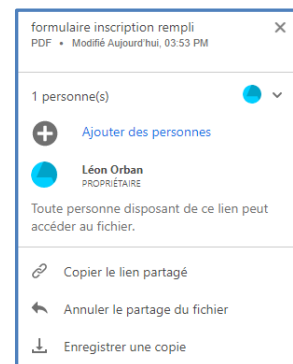 formulaire inscription rempli
PDF • Modifié Aujourd'hui, 03:53 PM
1 personne(s)
Ajouter des personnes
Léon Orban
PROPRIÉTAIRE
Toute personne disposant de ce lien peut
accéder au fichier.
Copier le lien partagé
Annuler le partage du fichier
Enregistrer une copie